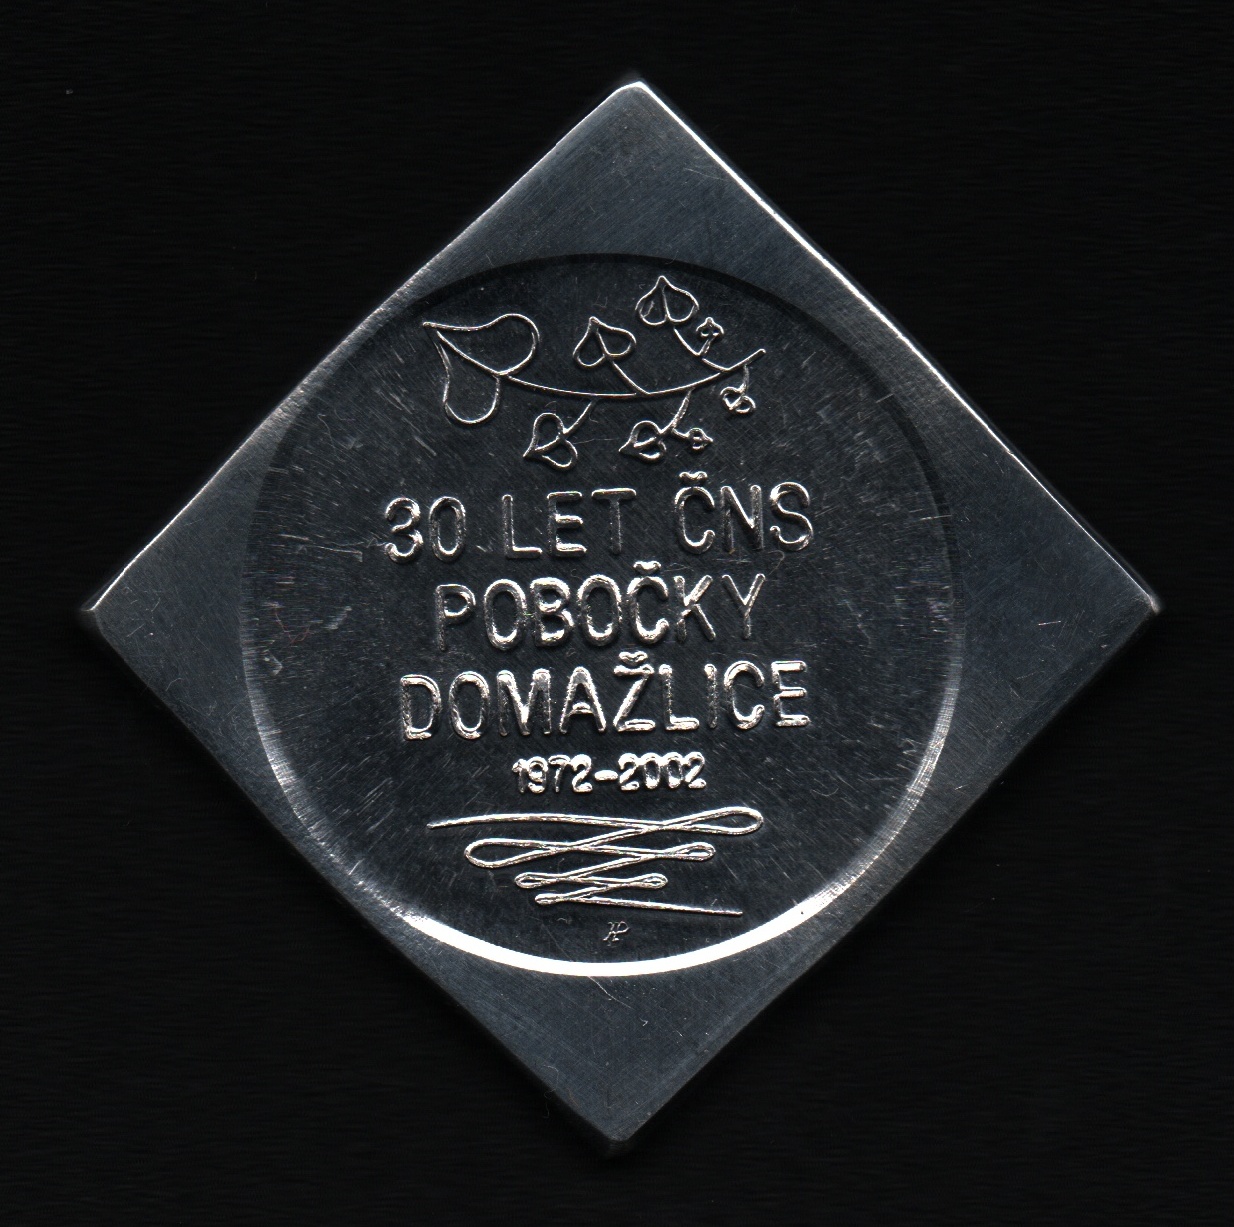 30 LET ČNS
POBOČKY
DOMAŽLICE
1972-2002